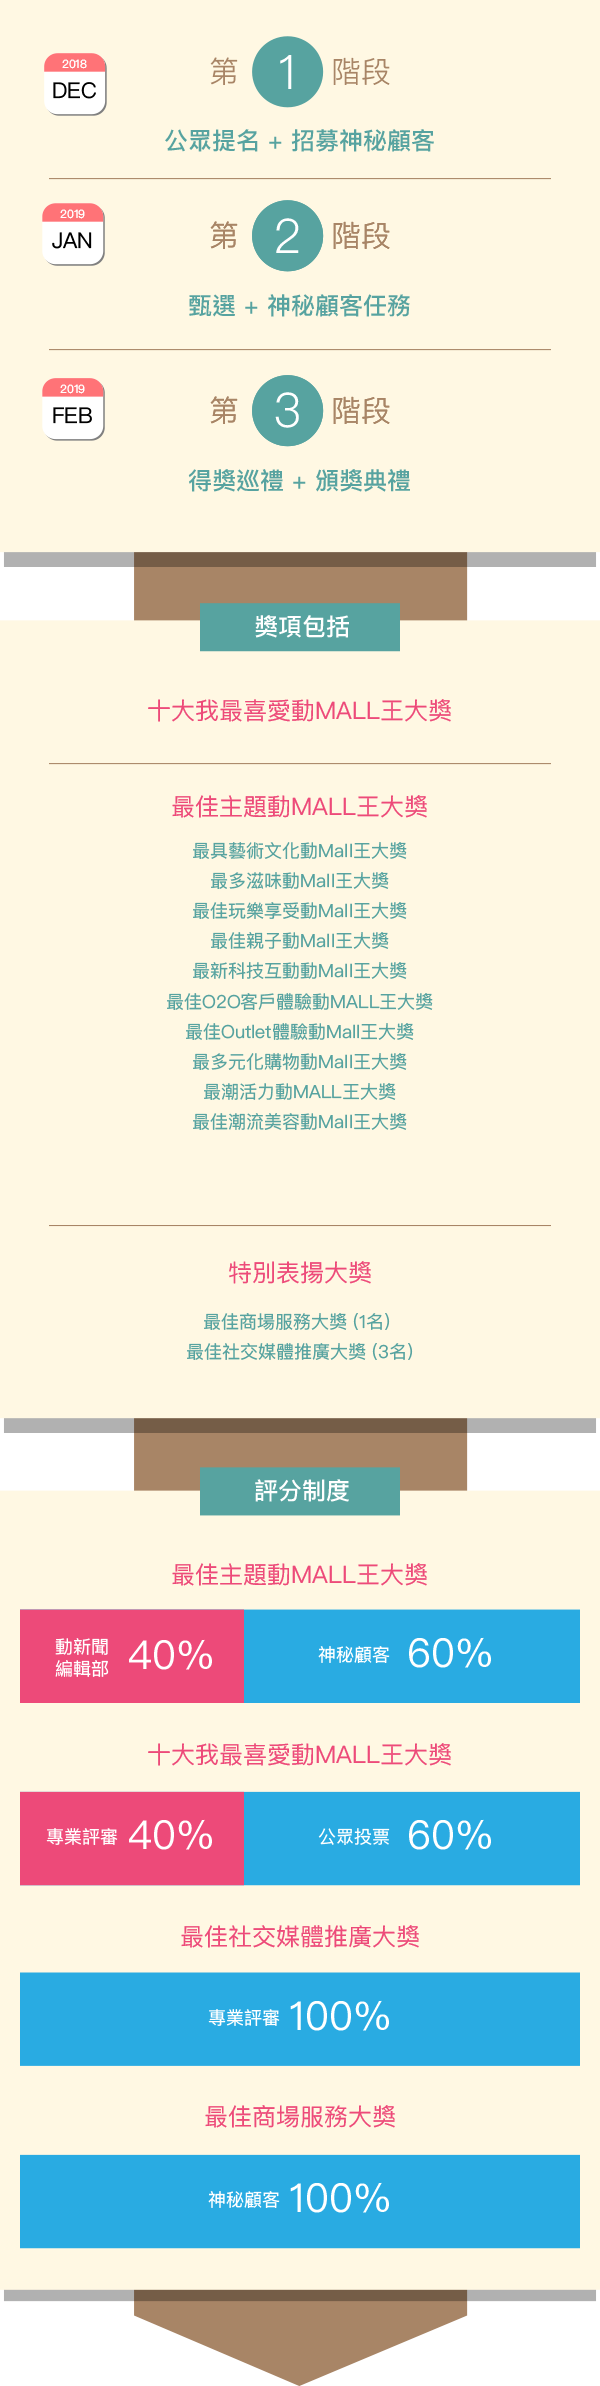 2018
DEC
第 1 階段
公眾提名 + 招募神秘顧客
2019
JAN
第 2 階段
甄選 + 神秘顧客任務
2019
FEB
第 3 階段
得獎巡禮 + 頒獎典禮
獎項包括
十大我最喜愛動MALL王大獎
最佳主題動MALL王大獎
最具藝術文化動Mall王大獎
最多滋味動Mall王大獎
最佳玩樂享受動Mall王大獎
最佳親子動Mall王大獎
最新科技互動動Mall王大獎
最佳O2O客戶體驗動MALL王大獎
最佳Outlet體驗動Mall王大獎
最多元化購物動Mall王大獎
最潮活力動MALL王大獎
最佳潮流美容動Mall王大獎
特別表揚大獎
最佳商場服務大獎 (1名)
最佳社交媒體推廣大獎 (3名)
評分制度
最佳主題動MALL王大獎
動新聞
編輯部 40%
神秘顧客 60%
十大我最喜愛動MALL王大獎
專業評審 40%
公眾投票 60%
最佳社交媒體推廣大獎
專業評審 100%
最佳商場服務大獎
神秘顧客 100%